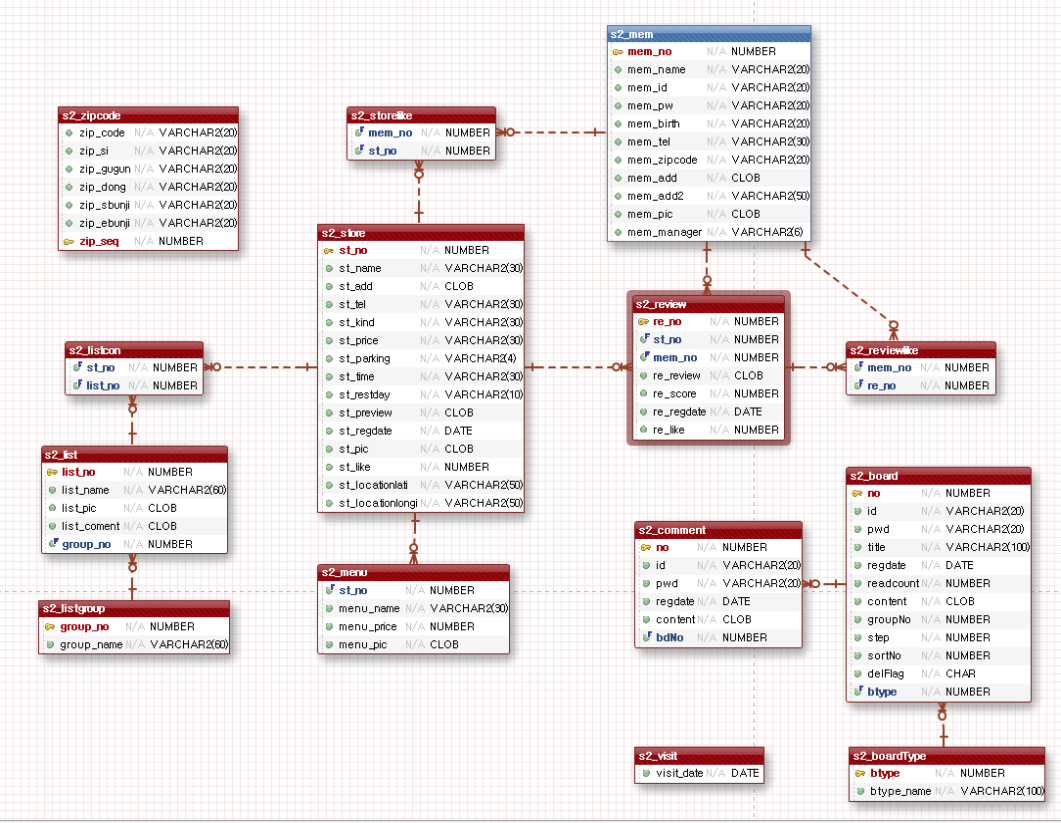 s2_mem
mem_no N/A NUMBER
mem_name N/A VARCHAR2(20)
mem_id N/A VARCHAR2(20)
mem_pw N/A VARCHAR2(20)
mem_birth N/A VARCHAR2(20)
mem_tel N/A VARCHAR2(30)
mem_zipcode N/A VARCHAR2(20)
mem_add N/A CLOB
mem_add2 N/A VARCHAR2(50)
mem_pic N/A CLOB
mem_manager N/A VARCHAR2(6)
s2_zipcode
zip_code N/A VARCHAR2(20)
zip_si N/A VARCHAR2(20)
zip_gugun N/A VARCHAR2(20)
zip_dong N/A VARCHAR2(20)
zip_sbunji N/A VARCHAR2(20)
zip_ebunji N/A VARCHAR2(20)
zip_seq N/A NUMBER
s2_storelike
mem_no N/A NUMBER
st_no N/A NUMBER
s2_store
st_no N/A NUMBER
st_name N/A VARCHAR2(30)
st_add N/A CLOB
st_tel N/A VARCHAR2(30)
st_kind N/A VARCHAR2(30)
st_price N/A VARCHAR2(30)
st_parking N/A VARCHAR2(4)
st_time N/A VARCHAR2(30)
st_restday N/A VARCHAR2(10)
st_preview N/A CLOB
st_regdate N/A DATE
st_pic N/A CLOB
st_like N/A NUMBER
st_locationlati N/A VARCHAR2(50)
st_locationlongi N/A VARCHAR2(50)
s2_review
re_no N/A NUMBER
st_no N/A NUMBER
mem_no N/A NUMBER
re_review N/A CLOB
re_score N/A NUMBER
re_regdate N/A DATE
re_like N/A NUMBER
s2_listcon
st_no N/A NUMBER
list_no N/A NUMBER
s2_reviewlike
mem_no N/A NUMBER
re_no N/A NUMBER
s2_list
list_no N/A NUMBER
list_name N/A VARCHAR2(60)
list_pic N/A CLOB
list_coment N/A CLOB
group_no N/A NUMBER
s2_board
no N/A NUMBER
id N/A VARCHAR2(20)
pwd N/A VARCHAR2(20)
title N/A VARCHAR2(100)
regdate N/A DATE
readcount N/A NUMBER
content N/A CLOB
groupNo N/A NUMBER
step N/A NUMBER
sortNo N/A NUMBER
delFlag N/A CHAR
btype N/A NUMBER
s2_comment
no N/A NUMBER
id N/A VARCHAR2(20)
pwd N/A VARCHAR2(20)
regdate N/A DATE
content N/A CLOB
bdNo N/A NUMBER
s2_menu
st_no N/A NUMBER
menu_name N/A VARCHAR2(30)
menu_price N/A NUMBER
menu_pic N/A CLOB
s2_listgroup
group_no N/A NUMBER
group_name N/A VARCHAR2(60)
s2_visit
visit_date N/A DATE
s2_boardType
btype N/A NUMBER
btype_name N/A VARCHAR2(100)